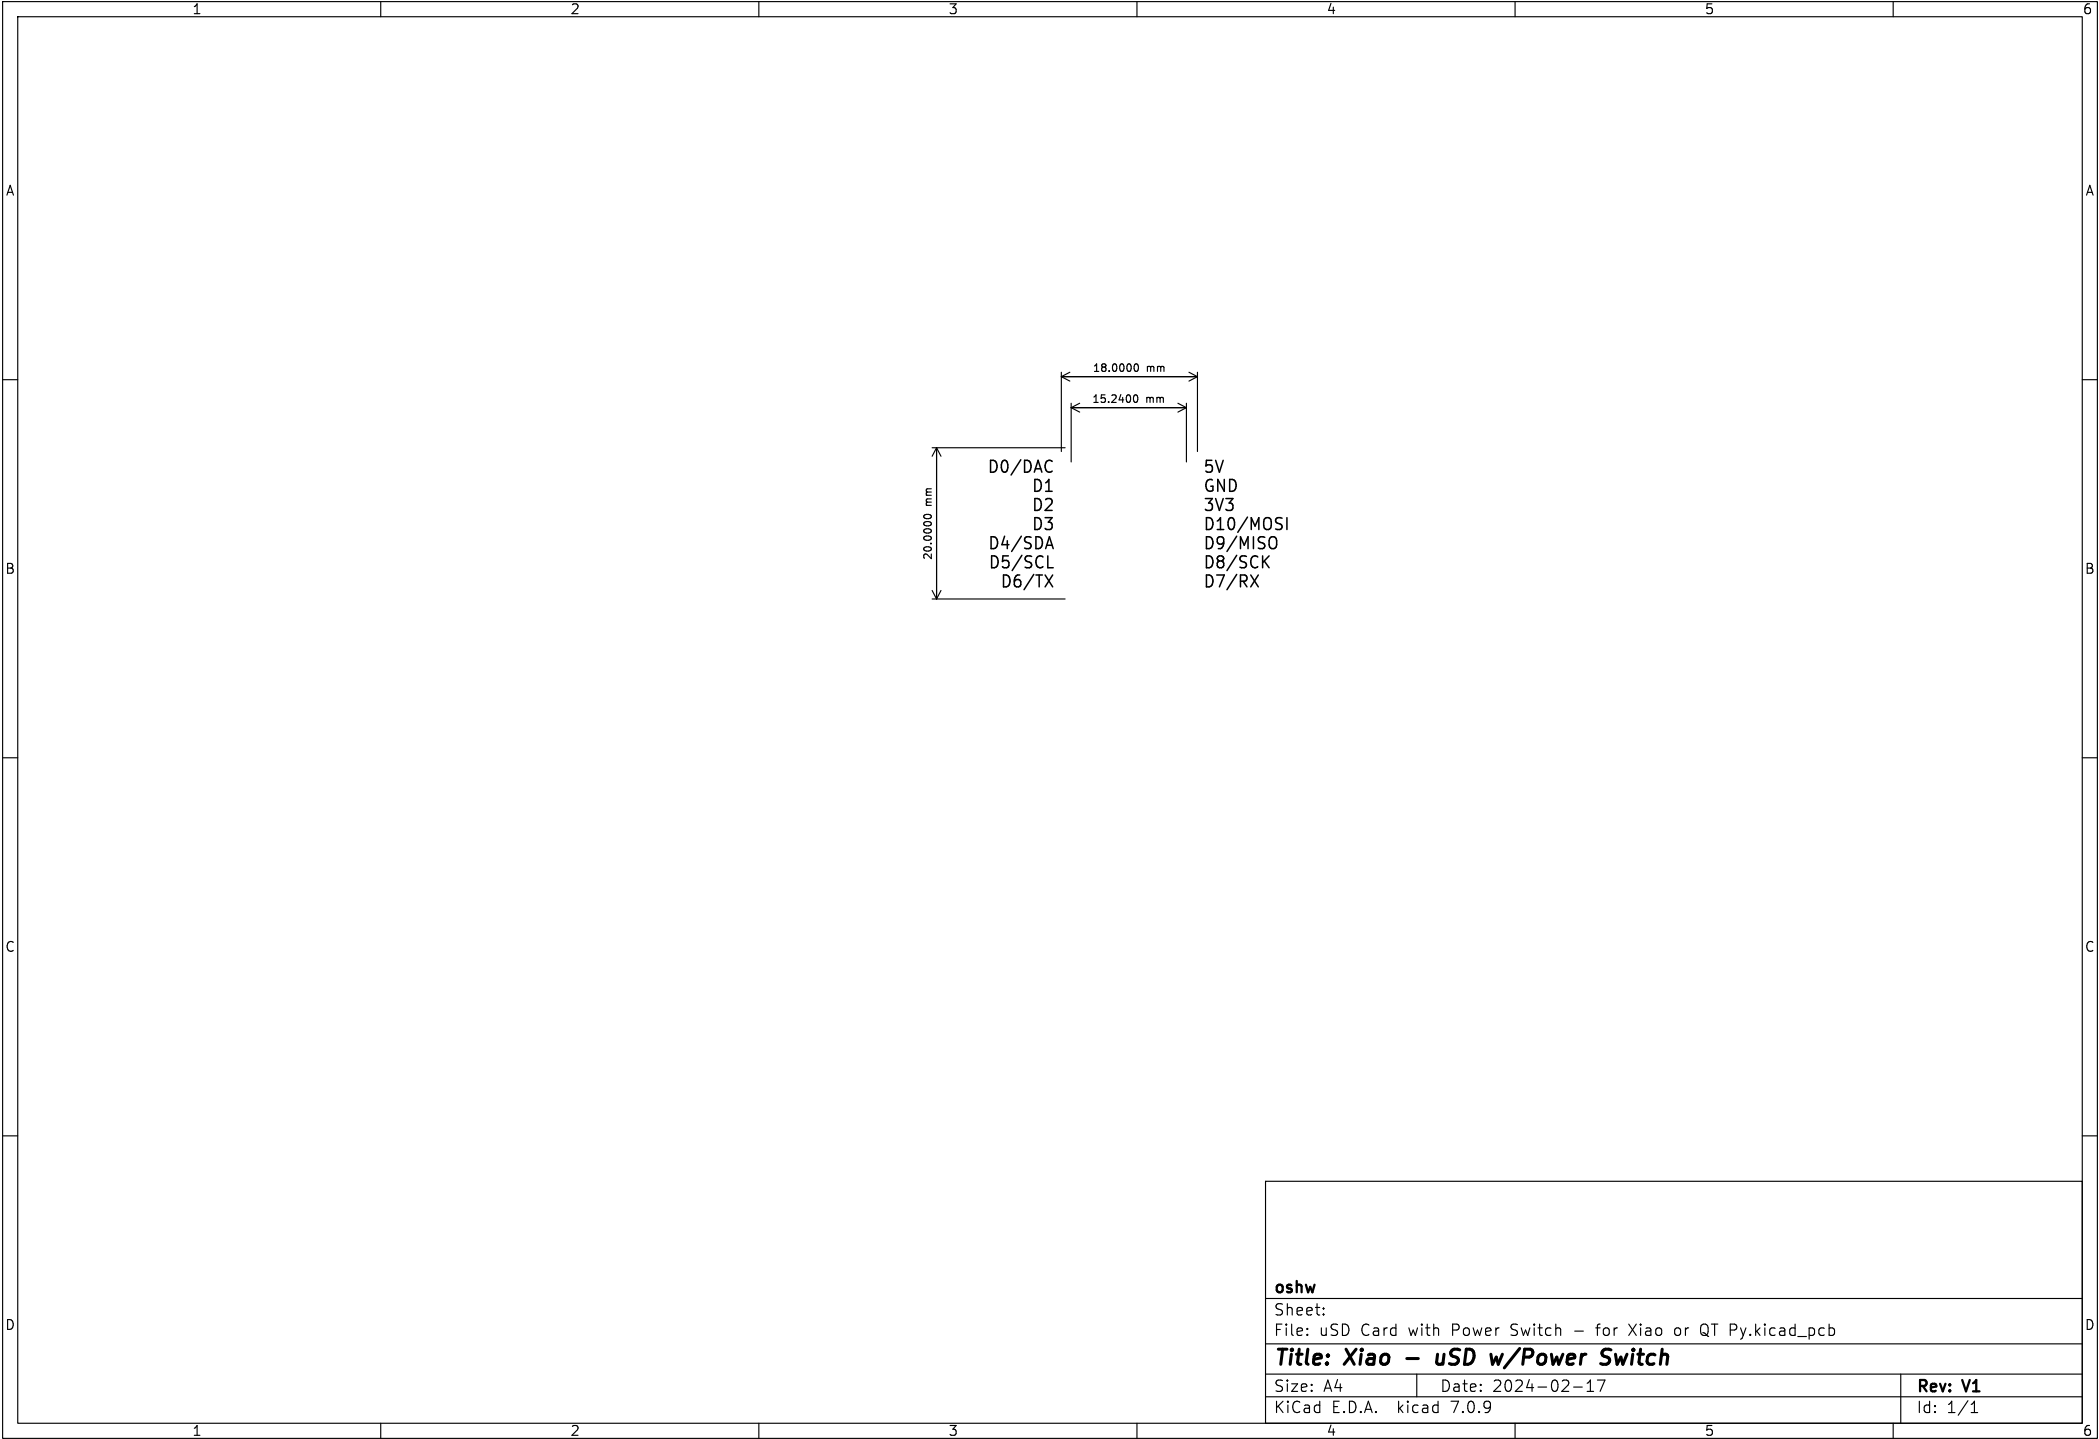 1 2 3 4 5 6
A A
18.0000 mm
15.2400 mm
D0/DAC 5V
D1 GND
D2 3V3
20.0000 mm
D3 D10/MOSI
D4/SDA D9/MISO
D5/SCL D8/SCK
D6/TX D7/RX
B B
C C
oshw
Sheet:
File: uSD Card with Power Switch – for Xiao or QT Py.kicad_pcb
D D
Title: Xiao – uSD w/Power Switch
Size: A4 Date: 2024–02–17 Rev: V1
KiCad E.D.A. kicad 7.0.9 Id: 1/1
1 2 3 4 5 6